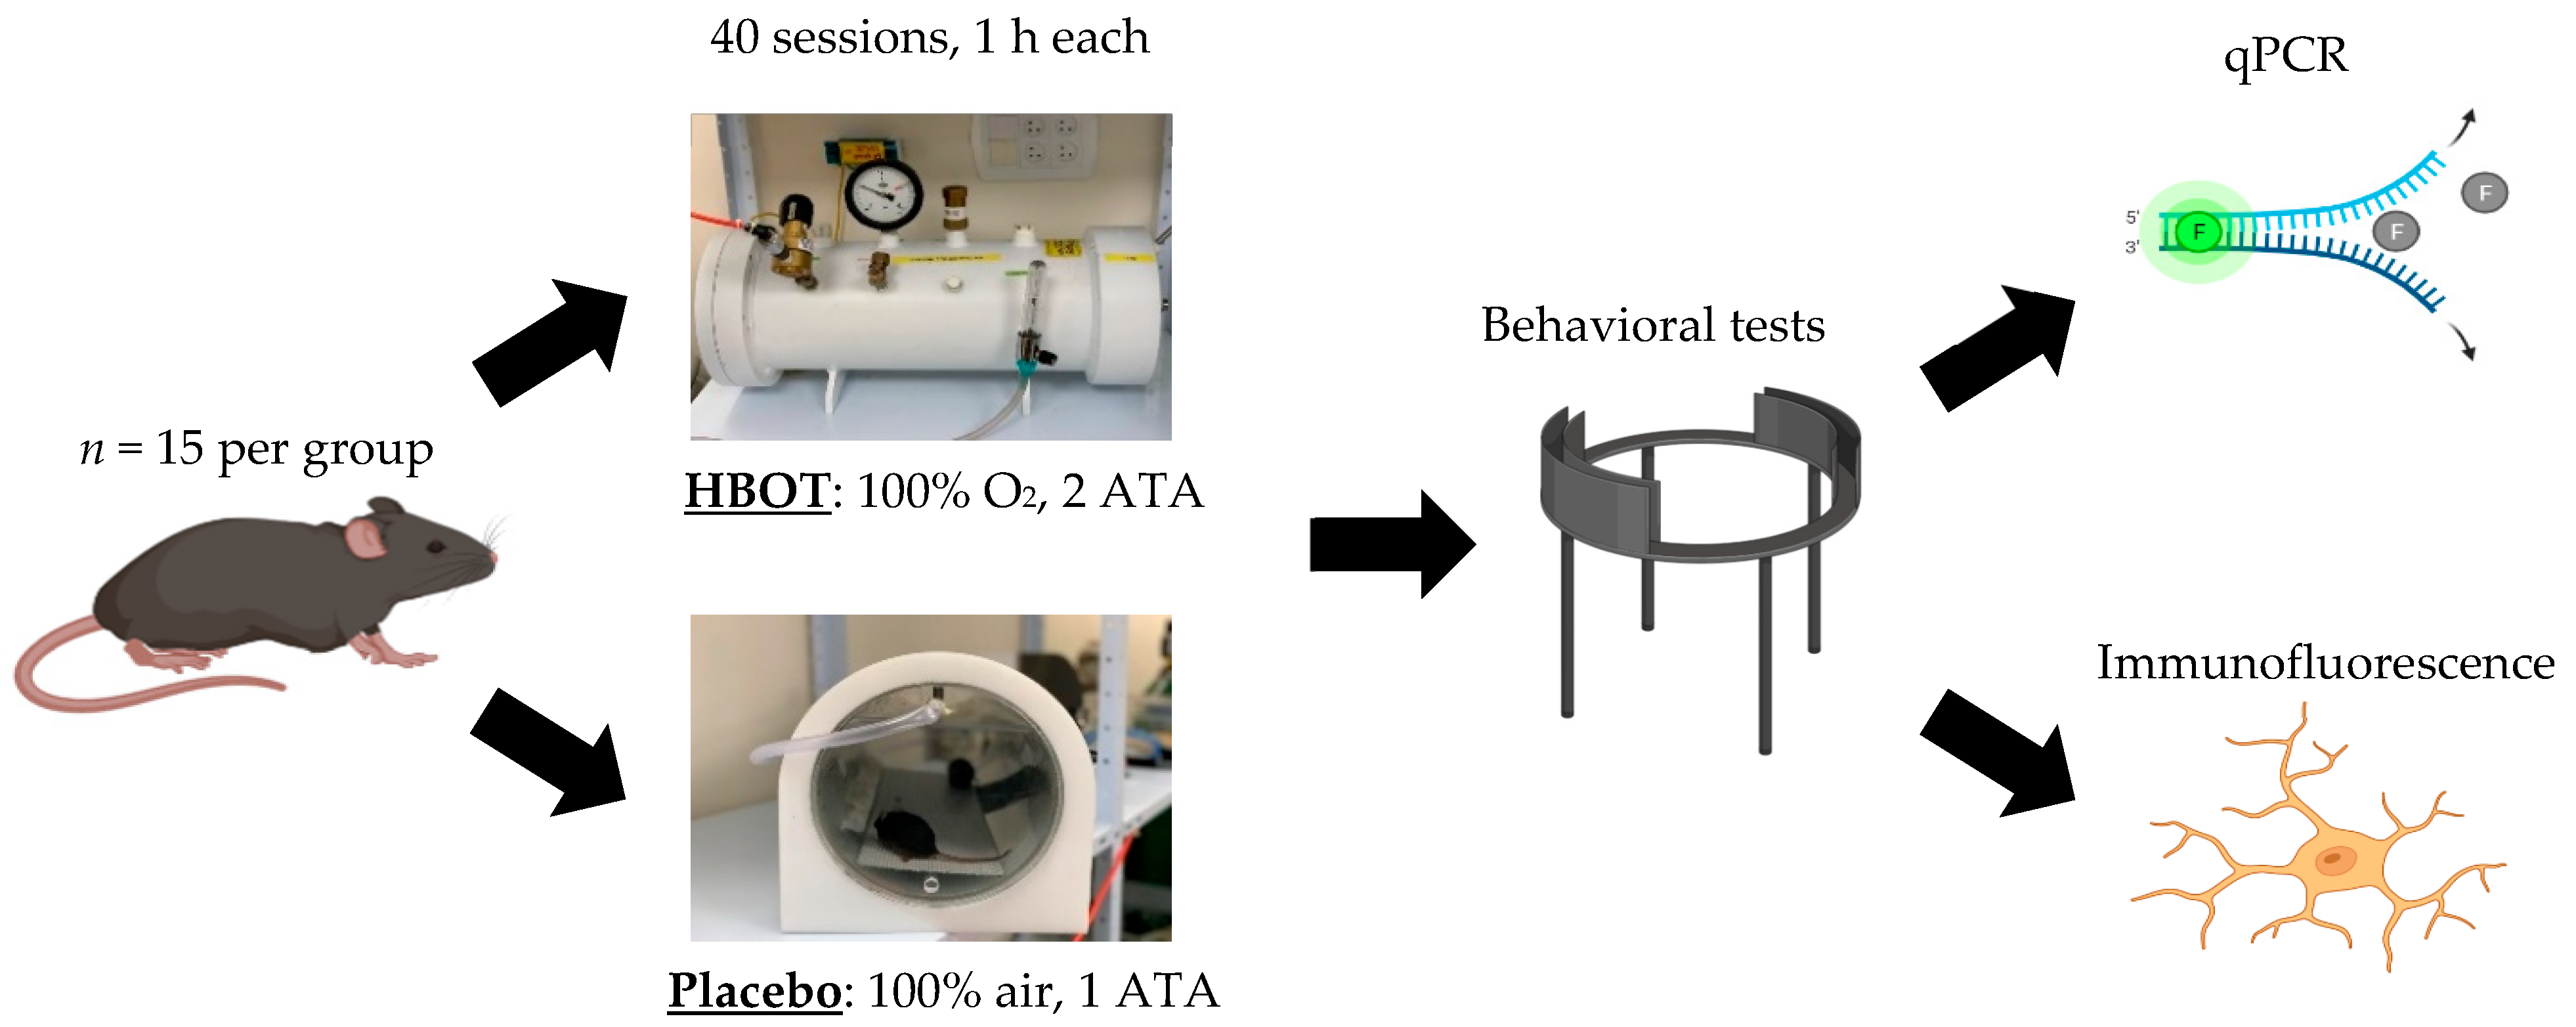 40 sessions, 1 h each
qPCR
5'
3'
F
F
F
Behavioral tests
n = 15 per group
HBOT: 100% O₂, 2 ATA
Immunofluorescence
Placebo: 100% air, 1 ATA